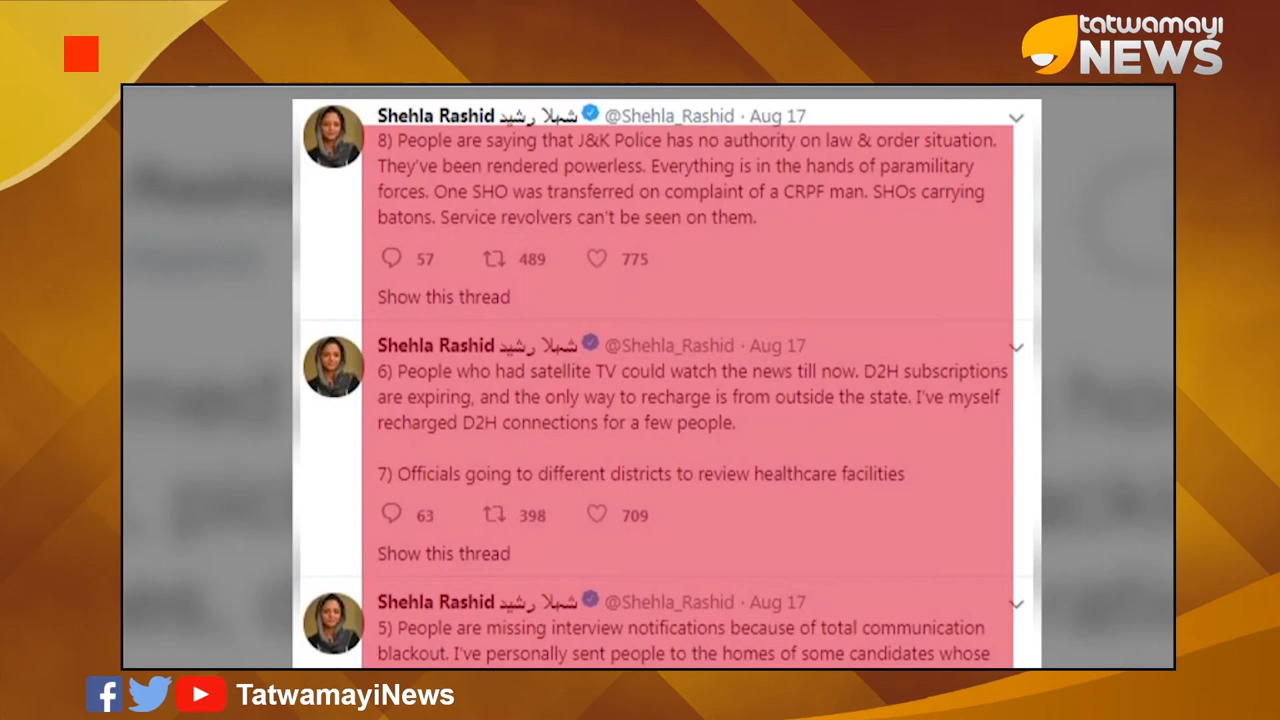 tatwamayi
NEWS
Shehla Rashid شہلا رشید @Shehla_Rashid · Aug 17
8) People are saying that J&K Police has no authority on law & order situation.
They've been rendered powerless. Everything is in the hands of paramilitary
forces. One SHO was transferred on complaint of a CRPF man. SHOs carrying
batons. Service revolvers can't be seen on them.
57 489 775
Show this thread
Shehla Rashid شہلا رشید @Shehla_Rashid · Aug 17
6) People who had satellite TV could watch the news till now. D2H subscriptions
are expiring, and the only way to recharge is from outside the state. I've myself
recharged D2H connections for a few people.
7) Officials going to different districts to review healthcare facilities
63 398 709
Show this thread
Shehla Rashid شہلا رشید @Shehla_Rashid · Aug 17
5) People are missing interview notifications because of total communication
blackout. I've personally sent people to the homes of some candidates whose
TatwamayiNews